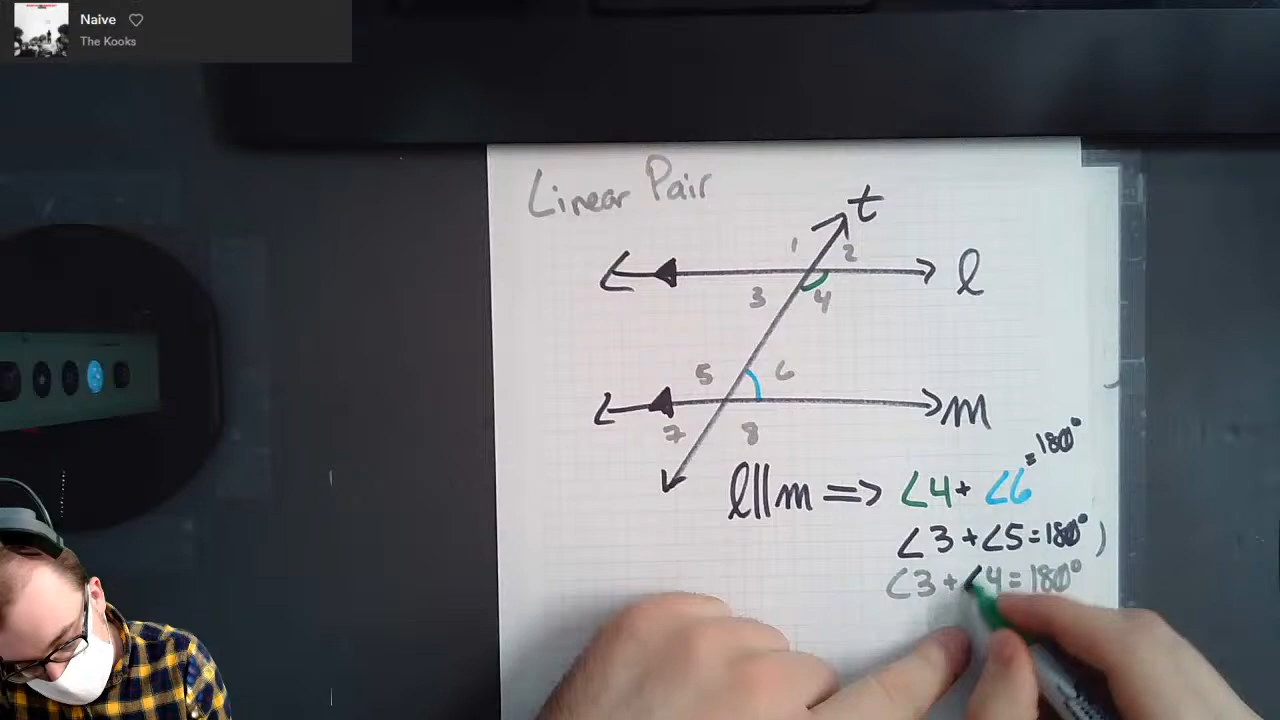 Naive
The Kooks
Linear Pair
t
1
2
l
3
4
5
6
m
7
8
l||m => ∠4 + ∠6 = 180°
∠3 + ∠5 = 180°
∠3 + ∠4 = 180°